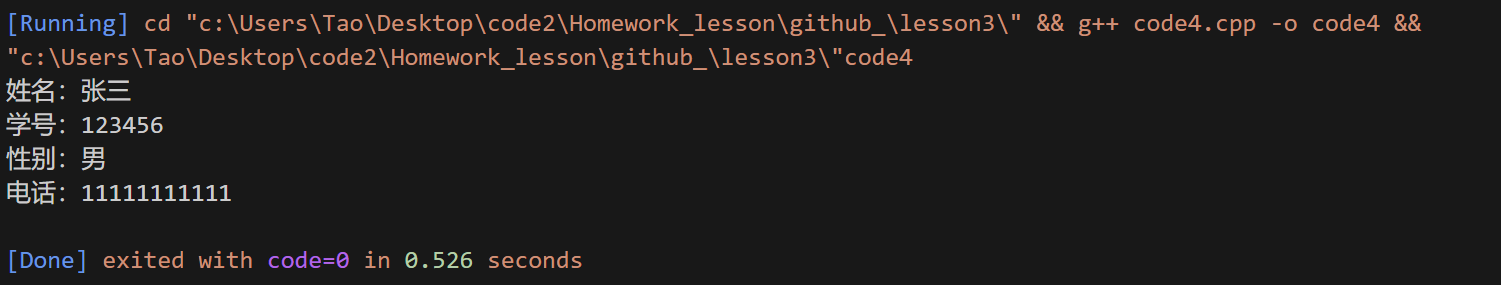 [Running] cd "c:\Users\Tao\Desktop\code2\Homework_lesson\github_\lesson3\" && g++ code4.cpp -o code4 &&
"c:\Users\Tao\Desktop\code2\Homework_lesson\github_\lesson3\"code4
姓名：张三
学号：123456
性别：男
电话：11111111111
[Done] exited with code=0 in 0.526 seconds